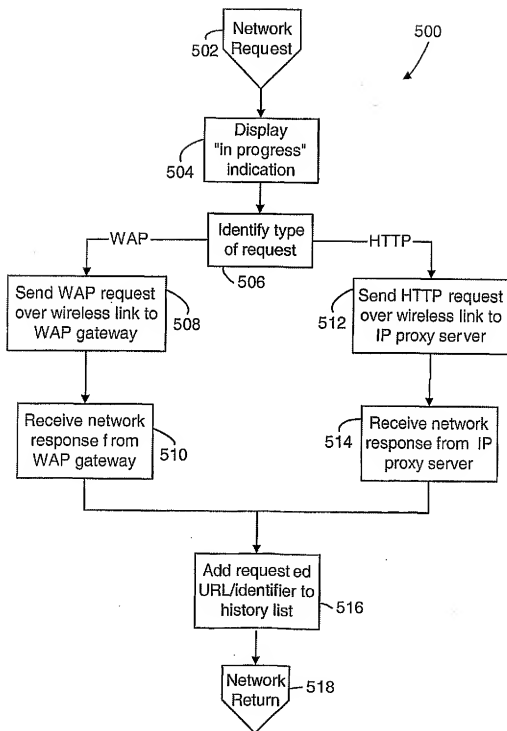 Network
Request
502
500
Display
"in progress"
indication
504
Identify type
of request
506
WAP
HTTP
Send WAP request
over wireless link to
WAP gateway
508
Send HTTP request
over wireless link to
IP proxy server
512
Receive network
response from
WAP gateway
510
Receive network
response from IP
proxy server
514
Add requested
URL/identifier to
history list
516
Network
Return
518